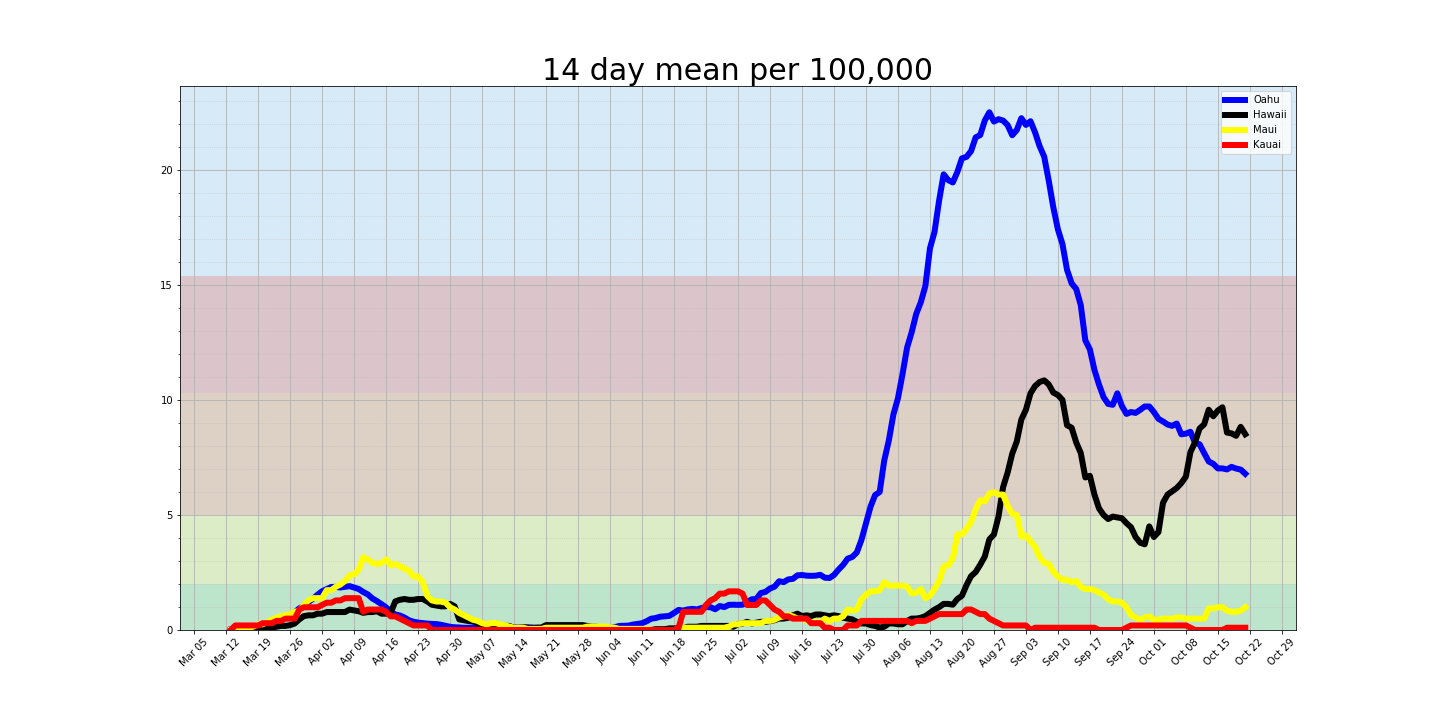 14 day mean per 100,000
Oahu
Hawaii
Maui
Kauai
20
15
10
5
0
Mar 05
Mar 12
Mar 19
Mar 26
Apr 02
Apr 09
Apr 16
Apr 23
Apr 30
May 07
May 14
May 21
May 28
Jun 04
Jun 11
Jun 18
Jun 25
Jul 02
Jul 09
Jul 16
Jul 23
Jul 30
Aug 06
Aug 13
Aug 20
Aug 27
Sep 03
Sep 10
Sep 17
Sep 24
Oct 01
Oct 08
Oct 15
Oct 22
Oct 29